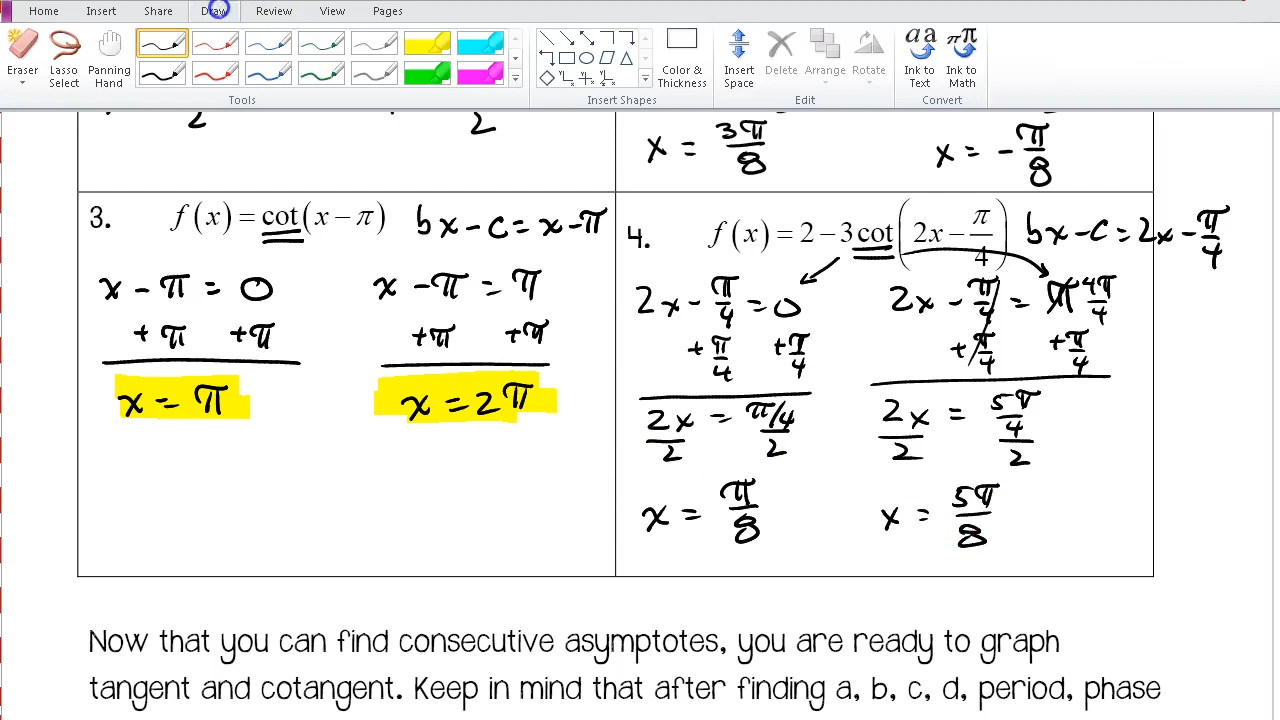 Home Insert Share Draw Review View Pages
Eraser Lasso Select Panning Hand Color & Thickness Insert Space Delete Arrange Rotate aa Ink to Text ππ Ink to Math
Tools Insert Shapes Edit Convert
2 2
x = 3π/8 x = -π/8
3. f(x) = cot(x − π) bx - c = x - π
x - π = 0 x - π = π
+π +π +π +π
x = π x = 2π
4. f(x) = 2 − 3cot(2x − π/4) bx - c = 2x - π/4
2x - π/4 = 0 2x - π/4 = π 4π/4
+π/4 +π/4 +π/4 +π/4
2x/2 = π/4/2 2x/2 = 5π/4/2
x = π/8 x = 5π/8
Now that you can find consecutive asymptotes, you are ready to graph
tangent and cotangent. Keep in mind that after finding a, b, c, d, period, phase